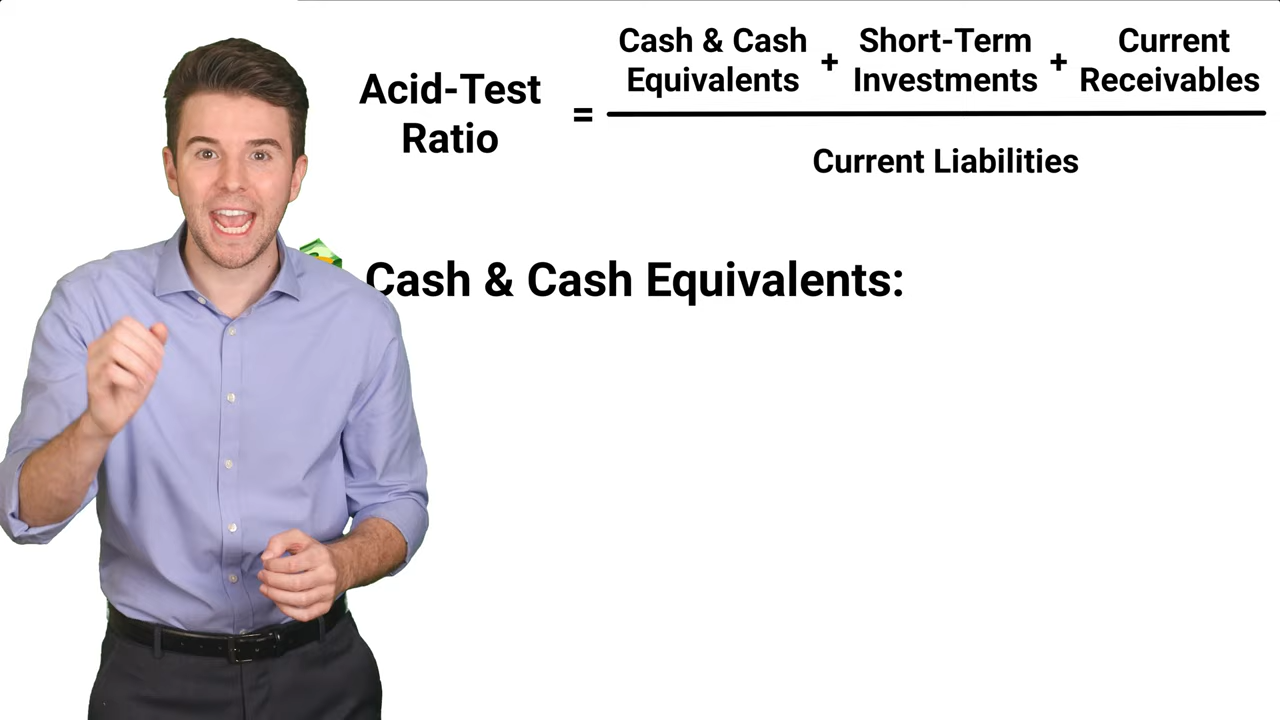 Acid-Test
Ratio
=
Cash & Cash
Equivalents
+
Short-Term
Investments
+
Current
Receivables
Current Liabilities
Cash & Cash Equivalents: